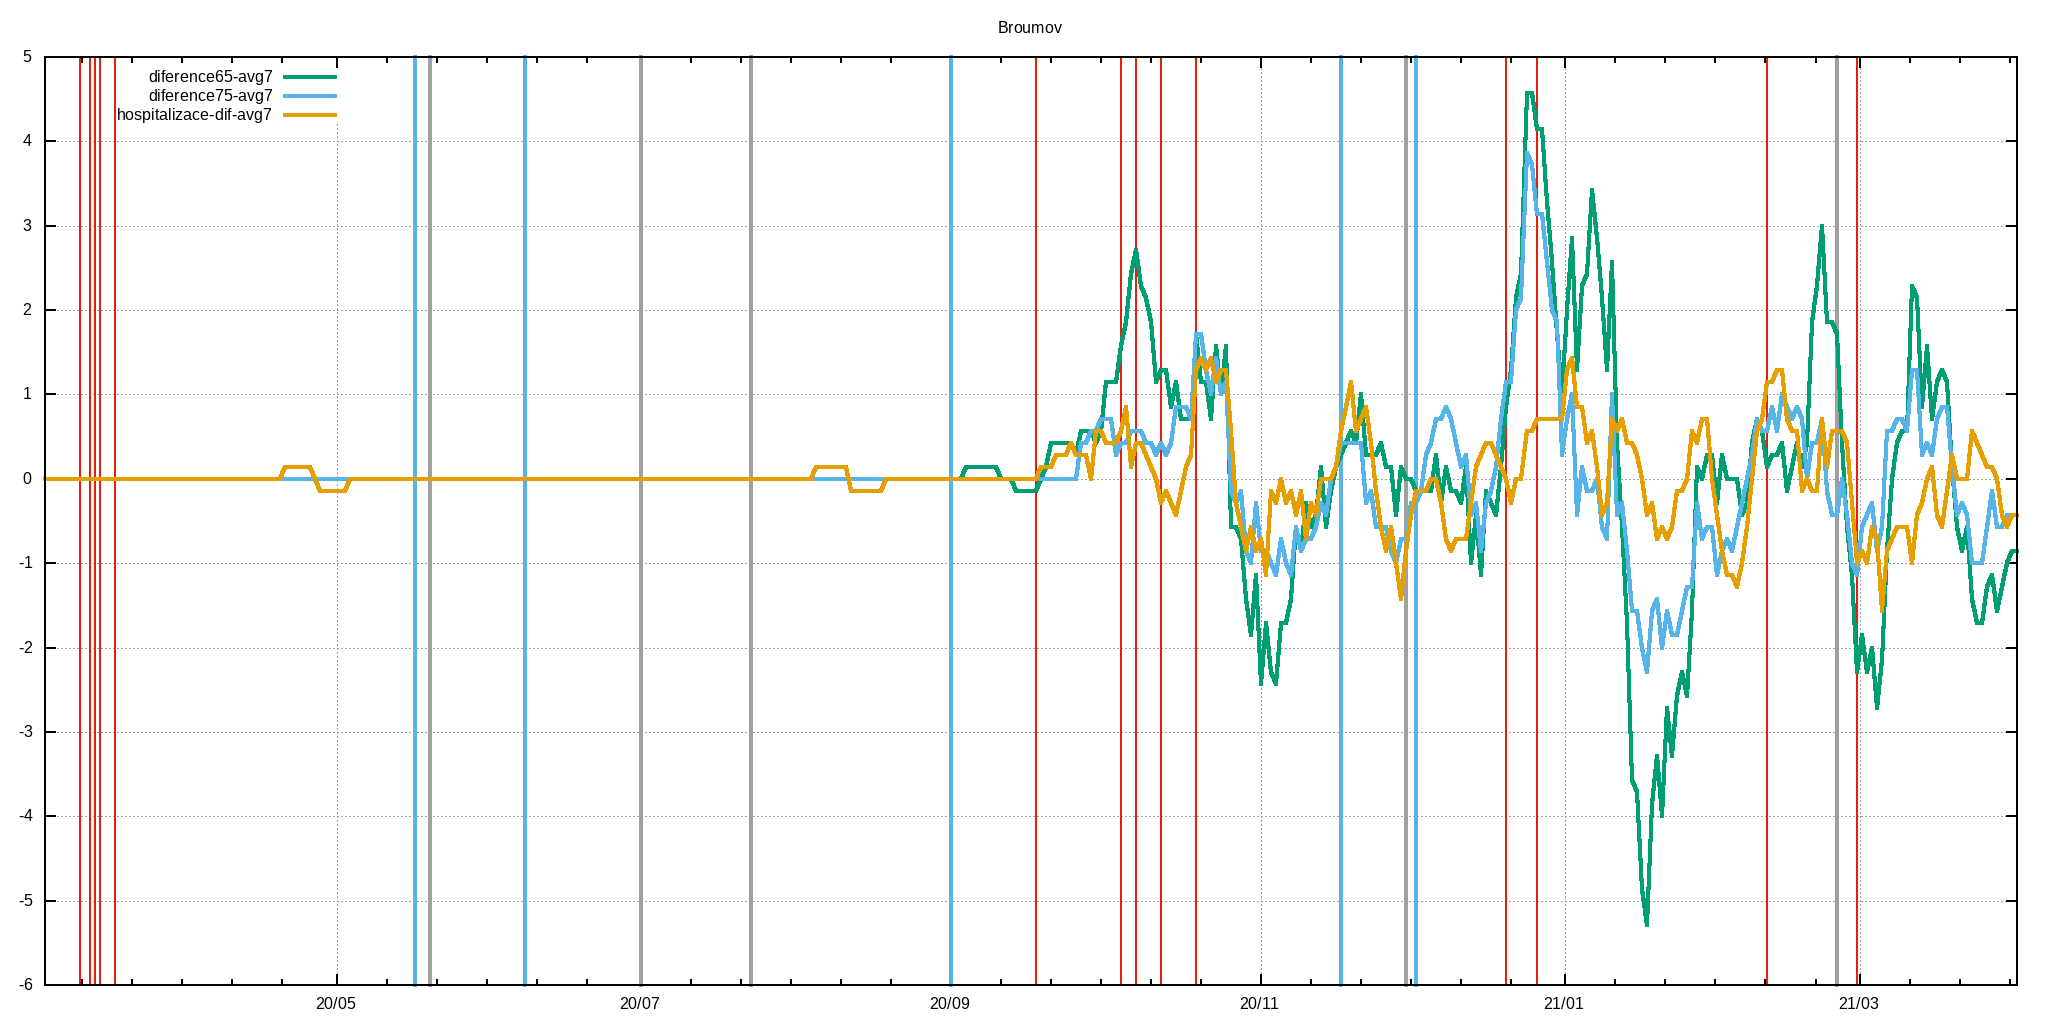 Broumov
diference65-avg7
diference75-avg7
hospitalizace-dif-avg7
5
4
3
2
1
0
-1
-2
-3
-4
-5
-6
20/05 20/07 20/09 20/11 21/01 21/03